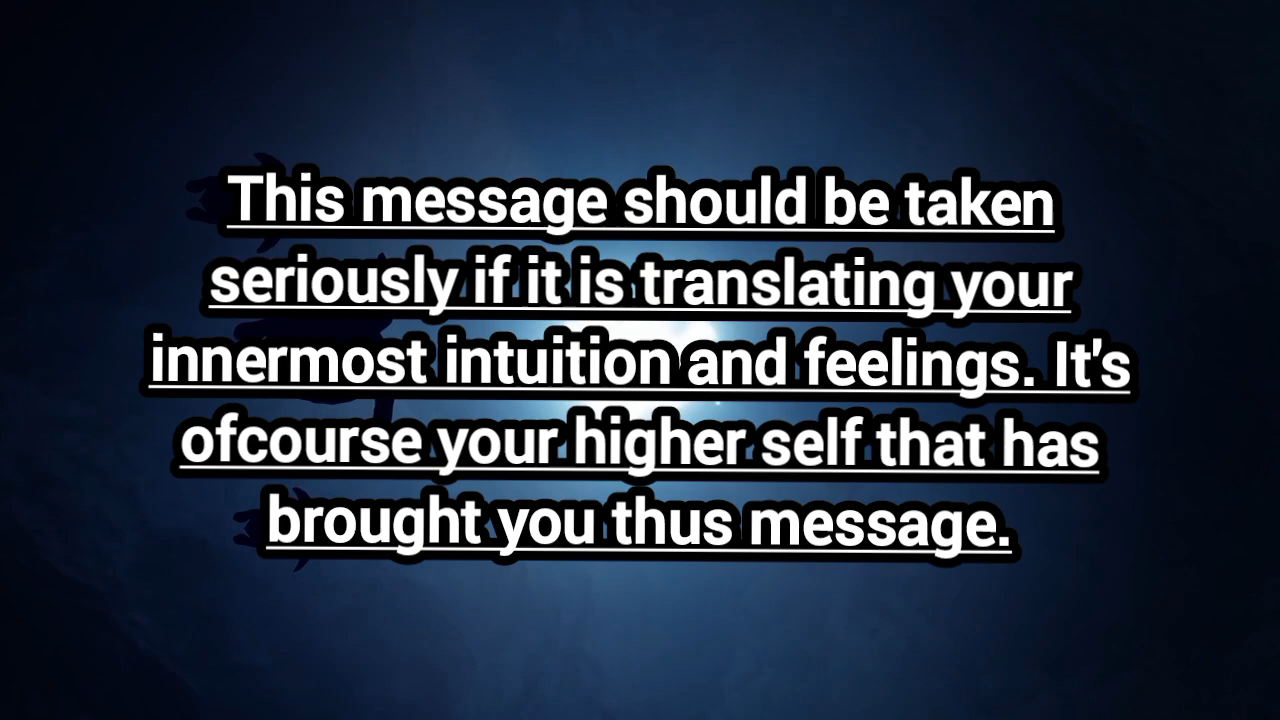 This message should be taken
seriously if it is translating your
innermost intuition and feelings. It's
ofcourse your higher self that has
brought you thus message.